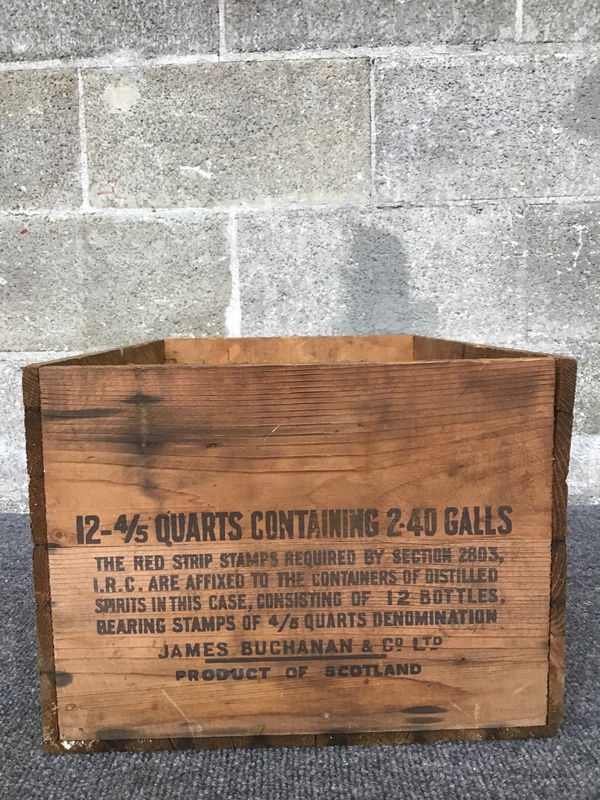 12-4/5 QUARTS CONTAINING 2·40 GALLS
THE RED STRIP STAMPS REQUIRED BY SECTION 2803,
I.R.C. ARE AFFIXED TO THE CONTAINERS OF DISTILLED
SPIRITS IN THIS CASE, CONSISTING OF 12 BOTTLES,
BEARING STAMPS OF 4/5 QUARTS DENOMINATION
JAMES BUCHANAN & CO LTD
PRODUCT OF SCOTLAND